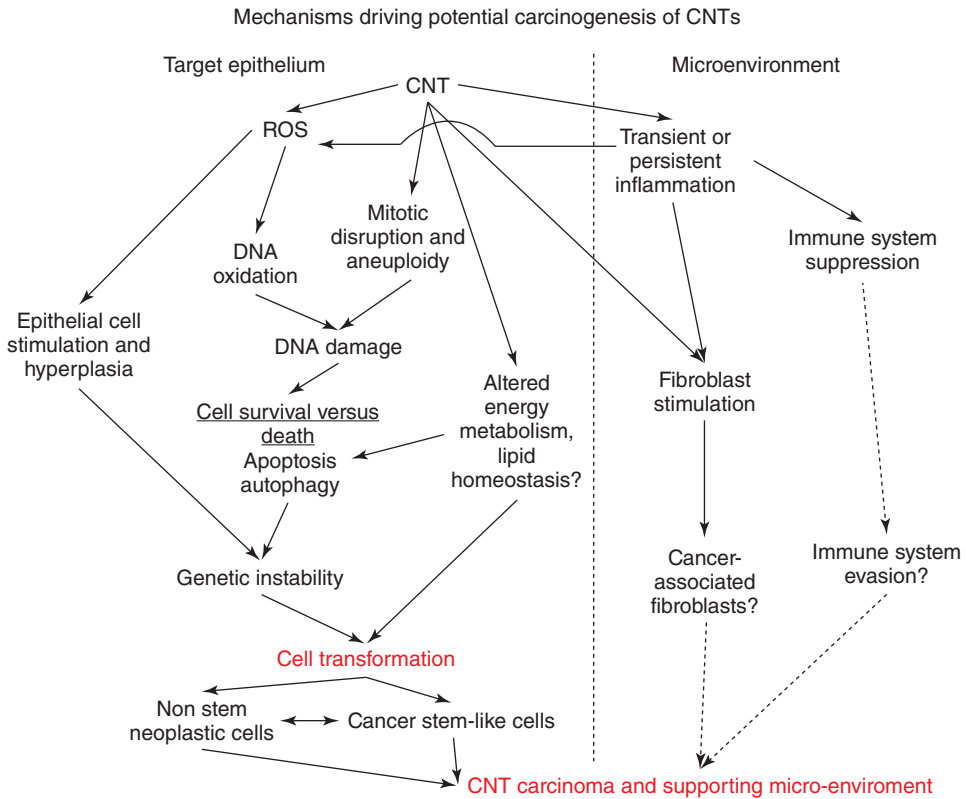 Mechanisms driving potential carcinogenesis of CNTs
Target epithelium
Microenvironment
CNT
ROS
Transient or
persistent
inflammation
Mitotic
disruption and
aneuploidy
DNA
oxidation
Immune system
suppression
Epithelial cell
stimulation and
hyperplasia
DNA damage
Altered
energy
metabolism,
lipid
homeostasis?
Fibroblast
stimulation
Cell survival versus
death
Apoptosis
autophagy
Genetic instability
Cancer-
associated
fibroblasts?
Immune system
evasion?
Cell transformation
Non stem
neoplastic cells
Cancer stem-like cells
CNT carcinoma and supporting micro-enviroment